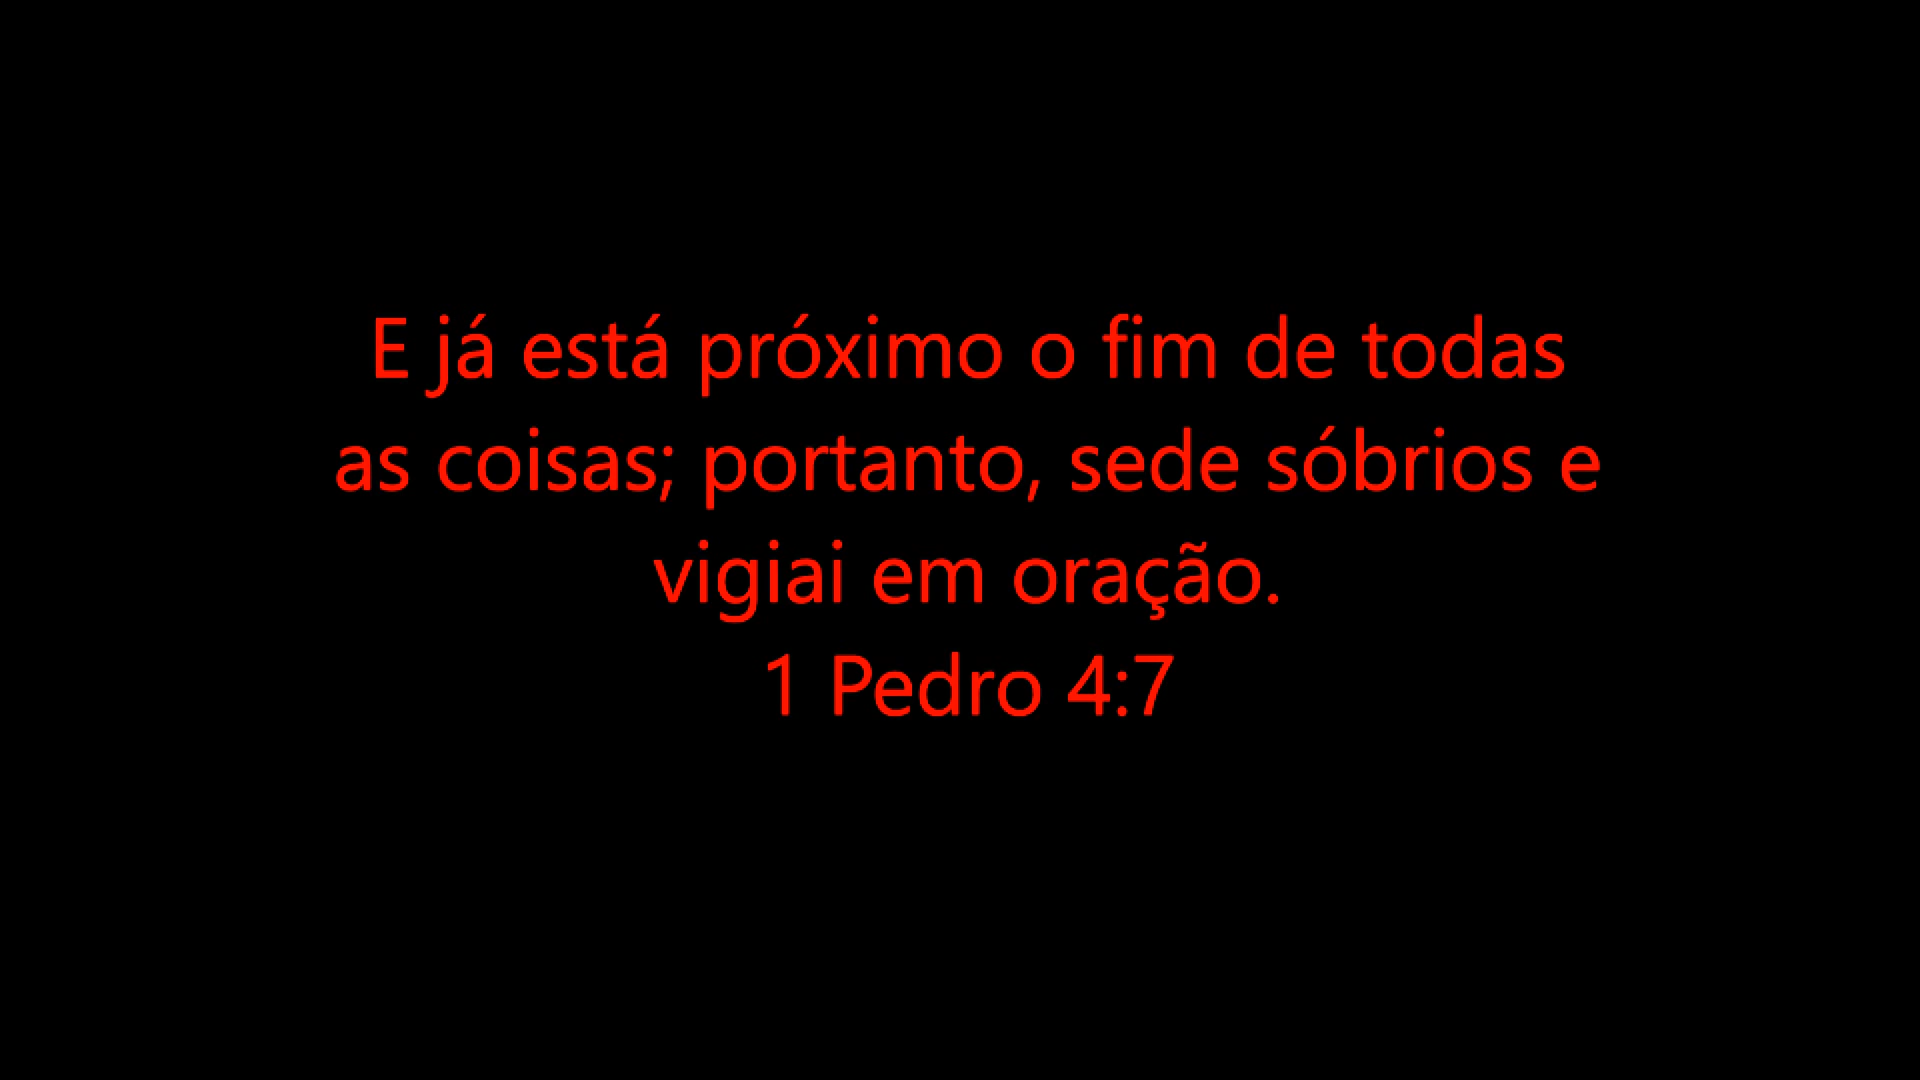 E já está próximo o fim de todas
as coisas; portanto, sede sóbrios e
vigiai em oração.
1 Pedro 4:7